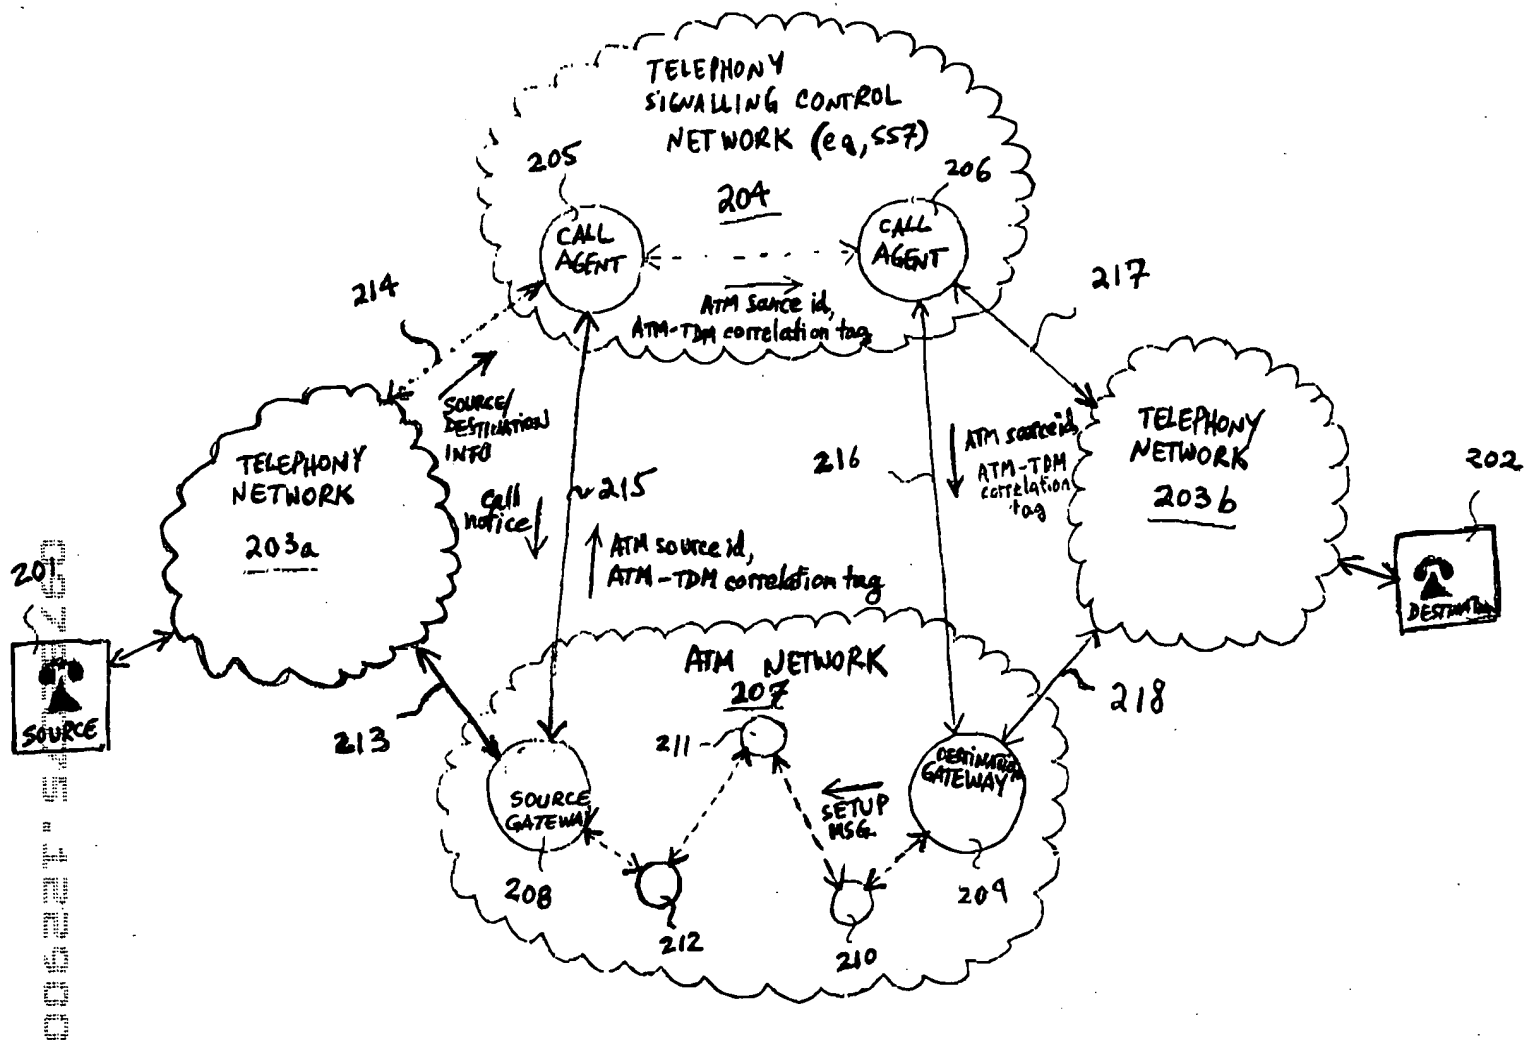 TELEPHONY
SIGNALLING CONTROL
NETWORK (eg, SS7)
205
206
204
CALL
AGENT
CALL
AGENT
214
217
ATM source id,
ATM-TDM correlation tag
SOURCE/
DESTINATION
INFO
TELEPHONY
NETWORK
203a
call
notice
215
216
ATM source id,
ATM-TDM
correlation
tag
TELEPHONY
NETWORK
203b
202
ATM source id,
ATM-TDM correlation tag
201
DESTINATION
SOURCE
ATM NETWORK
207
213
211
218
SOURCE
GATEWAY
DESTINATION
GATEWAY
SETUP
MSG.
208
212
210
209